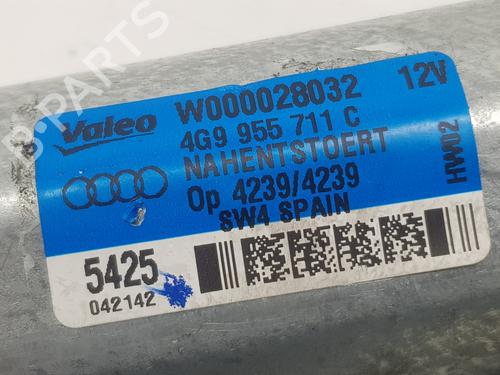 B-PARTS
Valeo
W000028032
12V
4G9 955 711 C
NAHENTSTOERT
Op 4239/4239
HW02
SW4 SPAIN
5425
042142